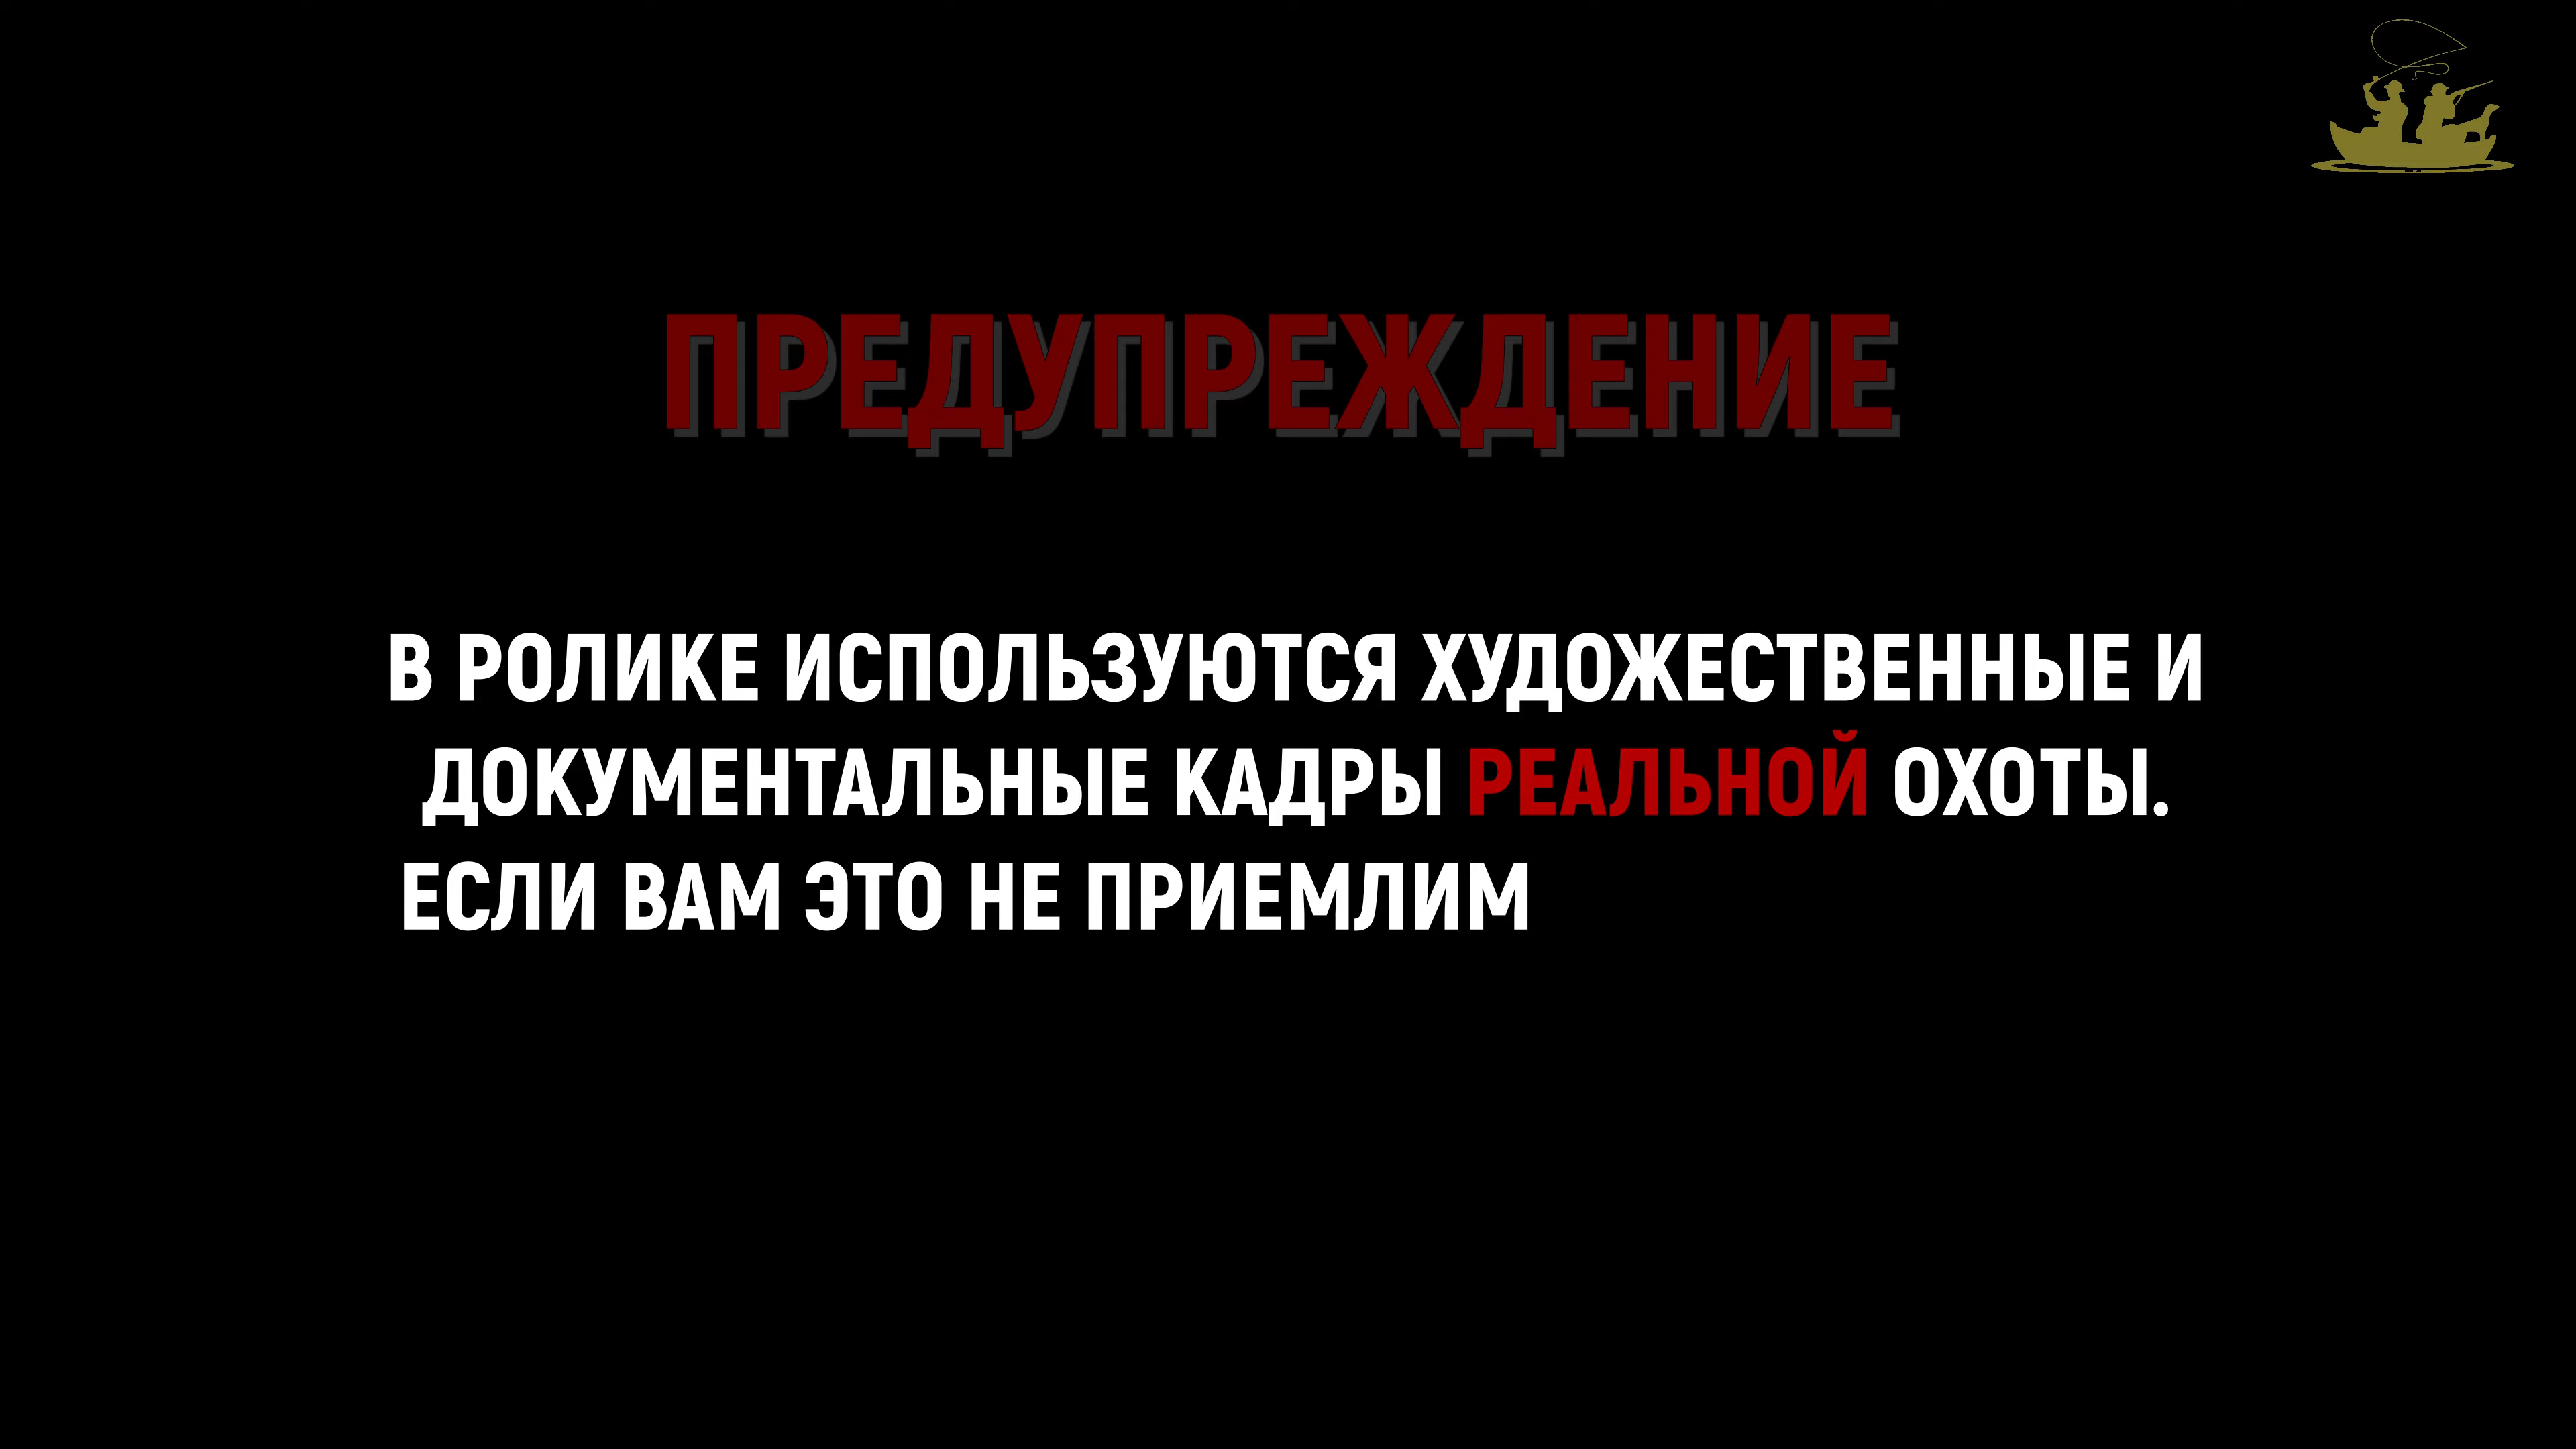 ПРЕДУПРЕЖДЕНИЕ
В РОЛИКЕ ИСПОЛЬЗУЮТСЯ ХУДОЖЕСТВЕННЫЕ И
ДОКУМЕНТАЛЬНЫЕ КАДРЫ РЕАЛЬНОЙ ОХОТЫ.
ЕСЛИ ВАМ ЭТО НЕ ПРИЕМЛИМ